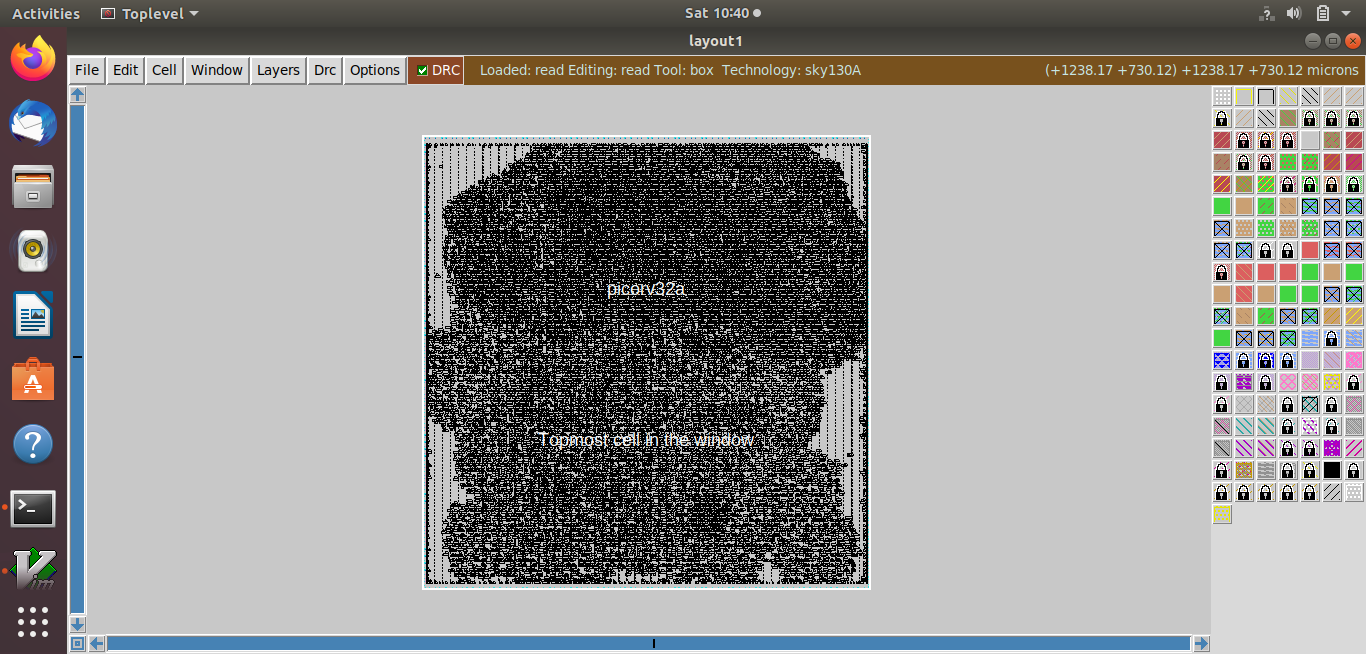 Activities Toplevel Sat 10:40
layout1
File Edit Cell Window Layers Drc Options DRC Loaded: read Editing: read Tool: box Technology: sky130A (+1238.17 +730.12) +1238.17 +730.12 microns
picorv32a
Topmost cell in the window